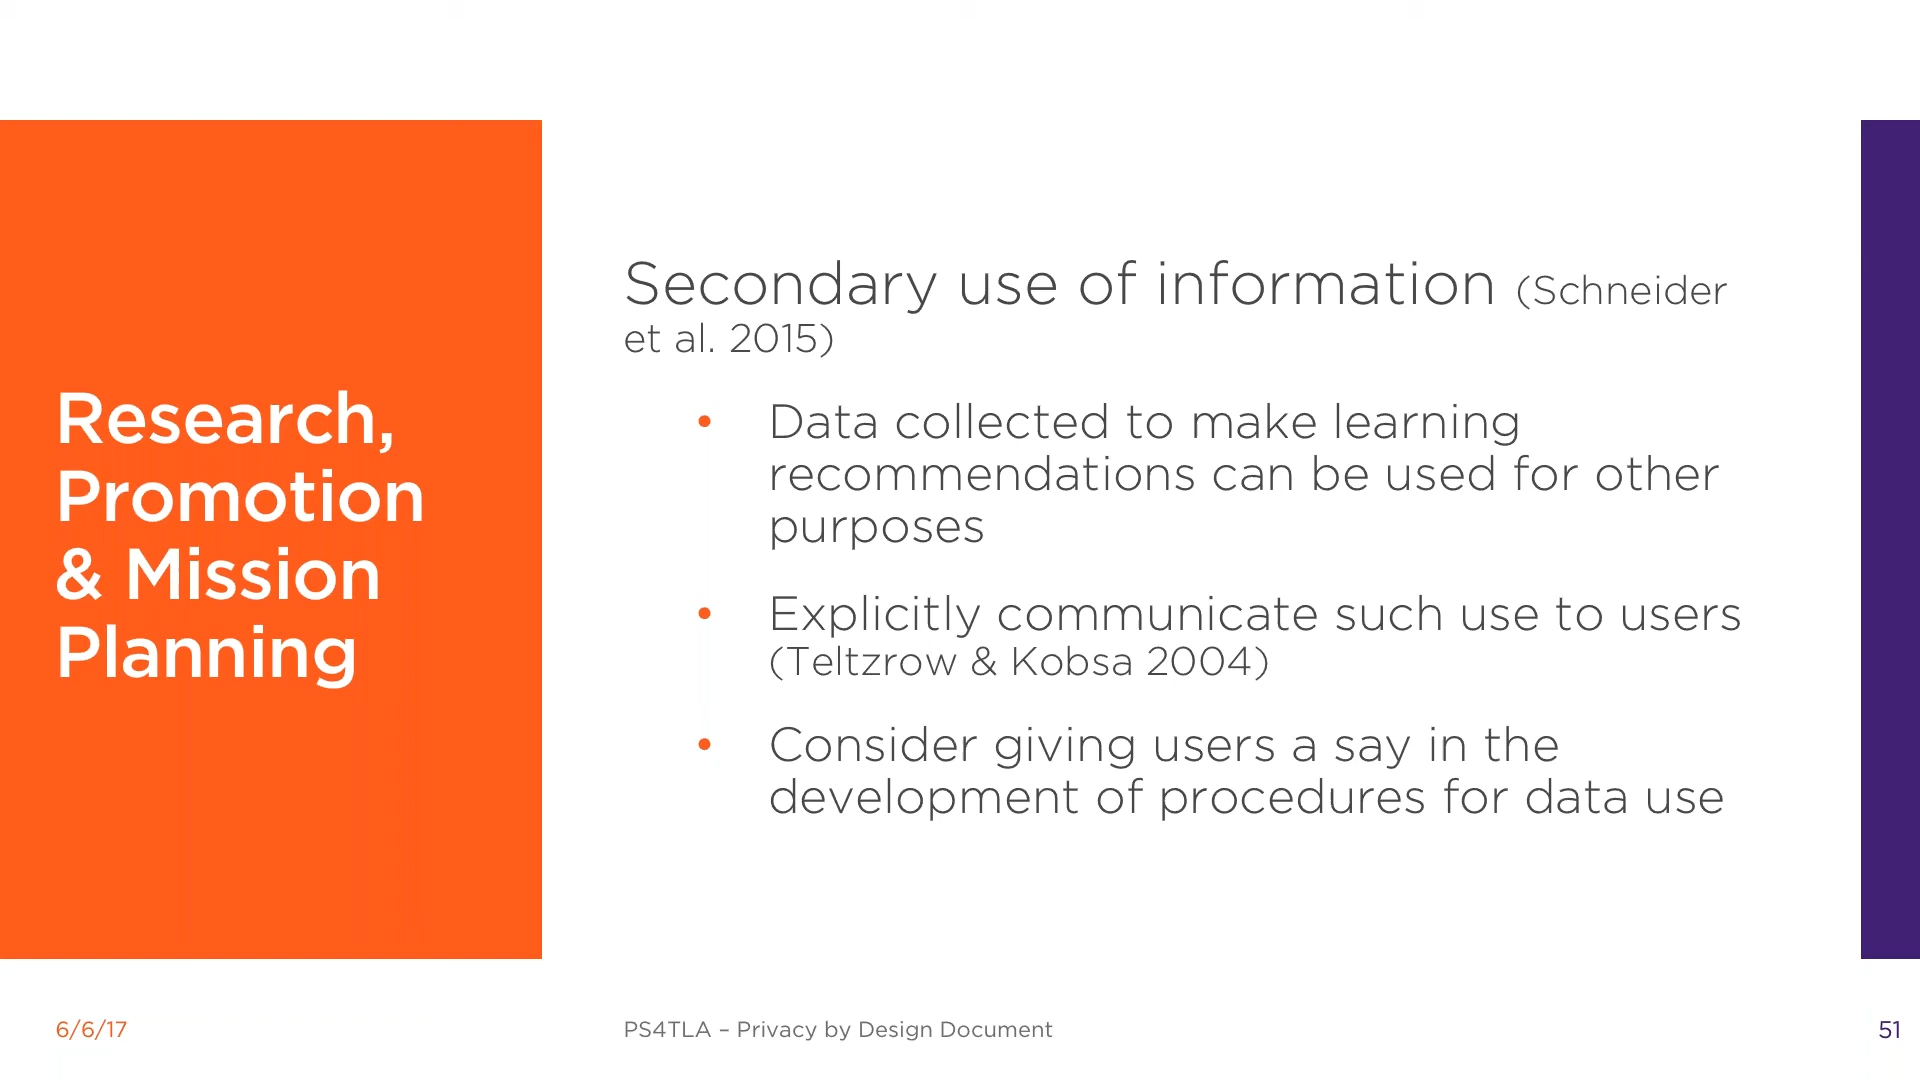 Research,
Promotion
& Mission
Planning
Secondary use of information (Schneider
et al. 2015)
• Data collected to make learning
recommendations can be used for other
purposes
• Explicitly communicate such use to users
(Teltzrow & Kobsa 2004)
• Consider giving users a say in the
development of procedures for data use
6/6/17
PS4TLA – Privacy by Design Document
51